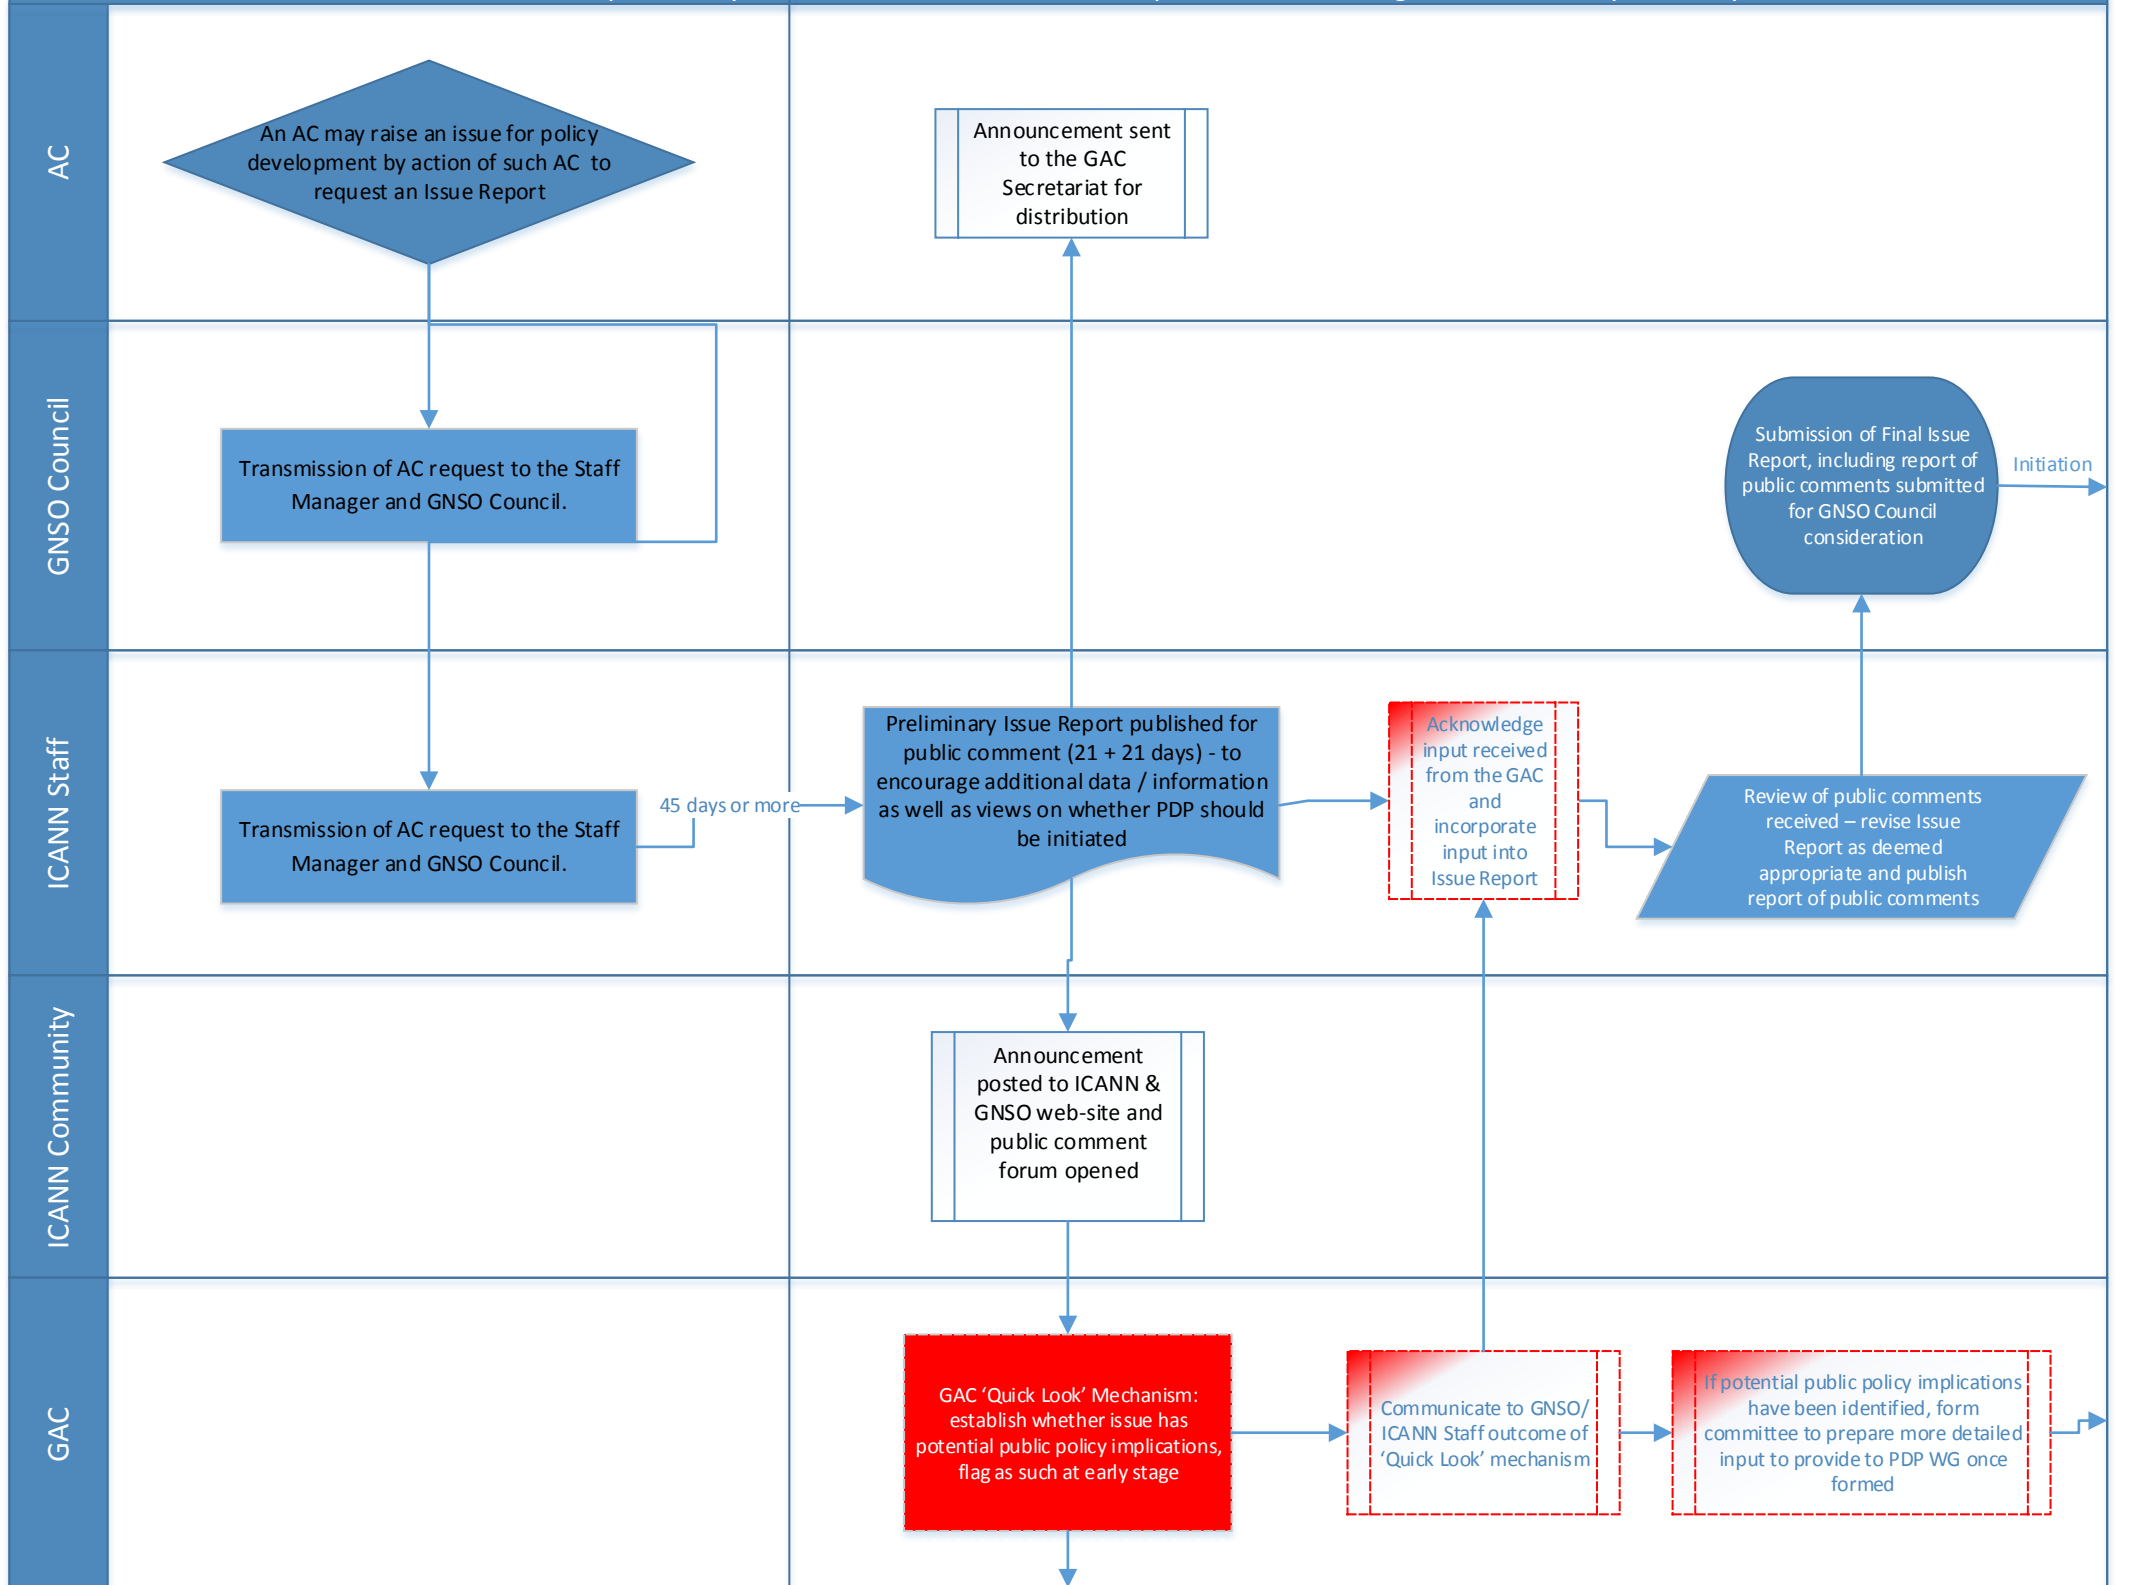 AC
An AC may raise an issue for policy
development by action of such AC to
request an Issue Report
Announcement sent
to the GAC
Secretariat for
distribution
GNSO Council
Transmission of AC request to the Staff
Manager and GNSO Council.
Submission of Final Issue
Report, including report of
public comments submitted
for GNSO Council
consideration
Initiation
ICANN Staff
Transmission of AC request to the Staff
Manager and GNSO Council.
45 days or more
Preliminary Issue Report published for
public comment (21 + 21 days) - to
encourage additional data / information
as well as views on whether PDP should
be initiated
Acknowledge
input received
from the GAC
and
incorporate
input into
Issue Report
Review of public comments
received – revise Issue
Report as deemed
appropriate and publish
report of public comments
ICANN Community
Announcement
posted to ICANN &
GNSO web-site and
public comment
forum opened
GAC
GAC ‘Quick Look’ Mechanism:
establish whether issue has
potential public policy implications,
flag as such at early stage
Communicate to GNSO/
ICANN Staff outcome of
‘Quick Look’ mechanism
If potential public policy implications
have been identified, form
committee to prepare more detailed
input to provide to PDP WG once
formed